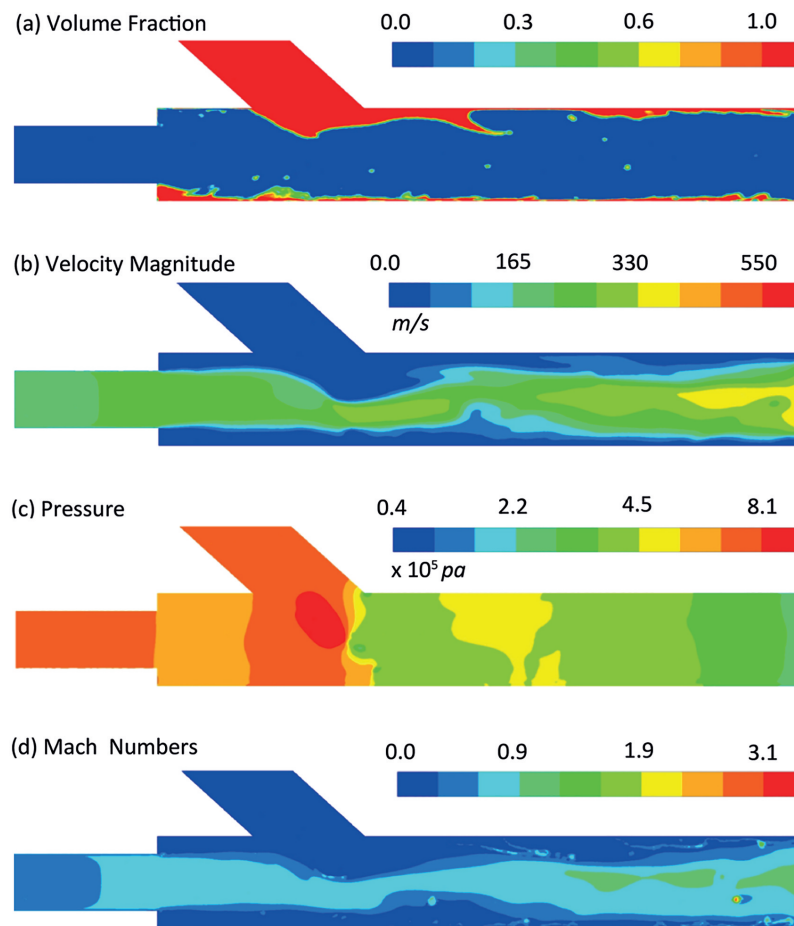 (a) Volume Fraction 0.0 0.3 0.6 1.0
(b) Velocity Magnitude 0.0 165 330 550
m/s
(c) Pressure 0.4 2.2 4.5 8.1
x 10⁵ pa
(d) Mach Numbers 0.0 0.9 1.9 3.1